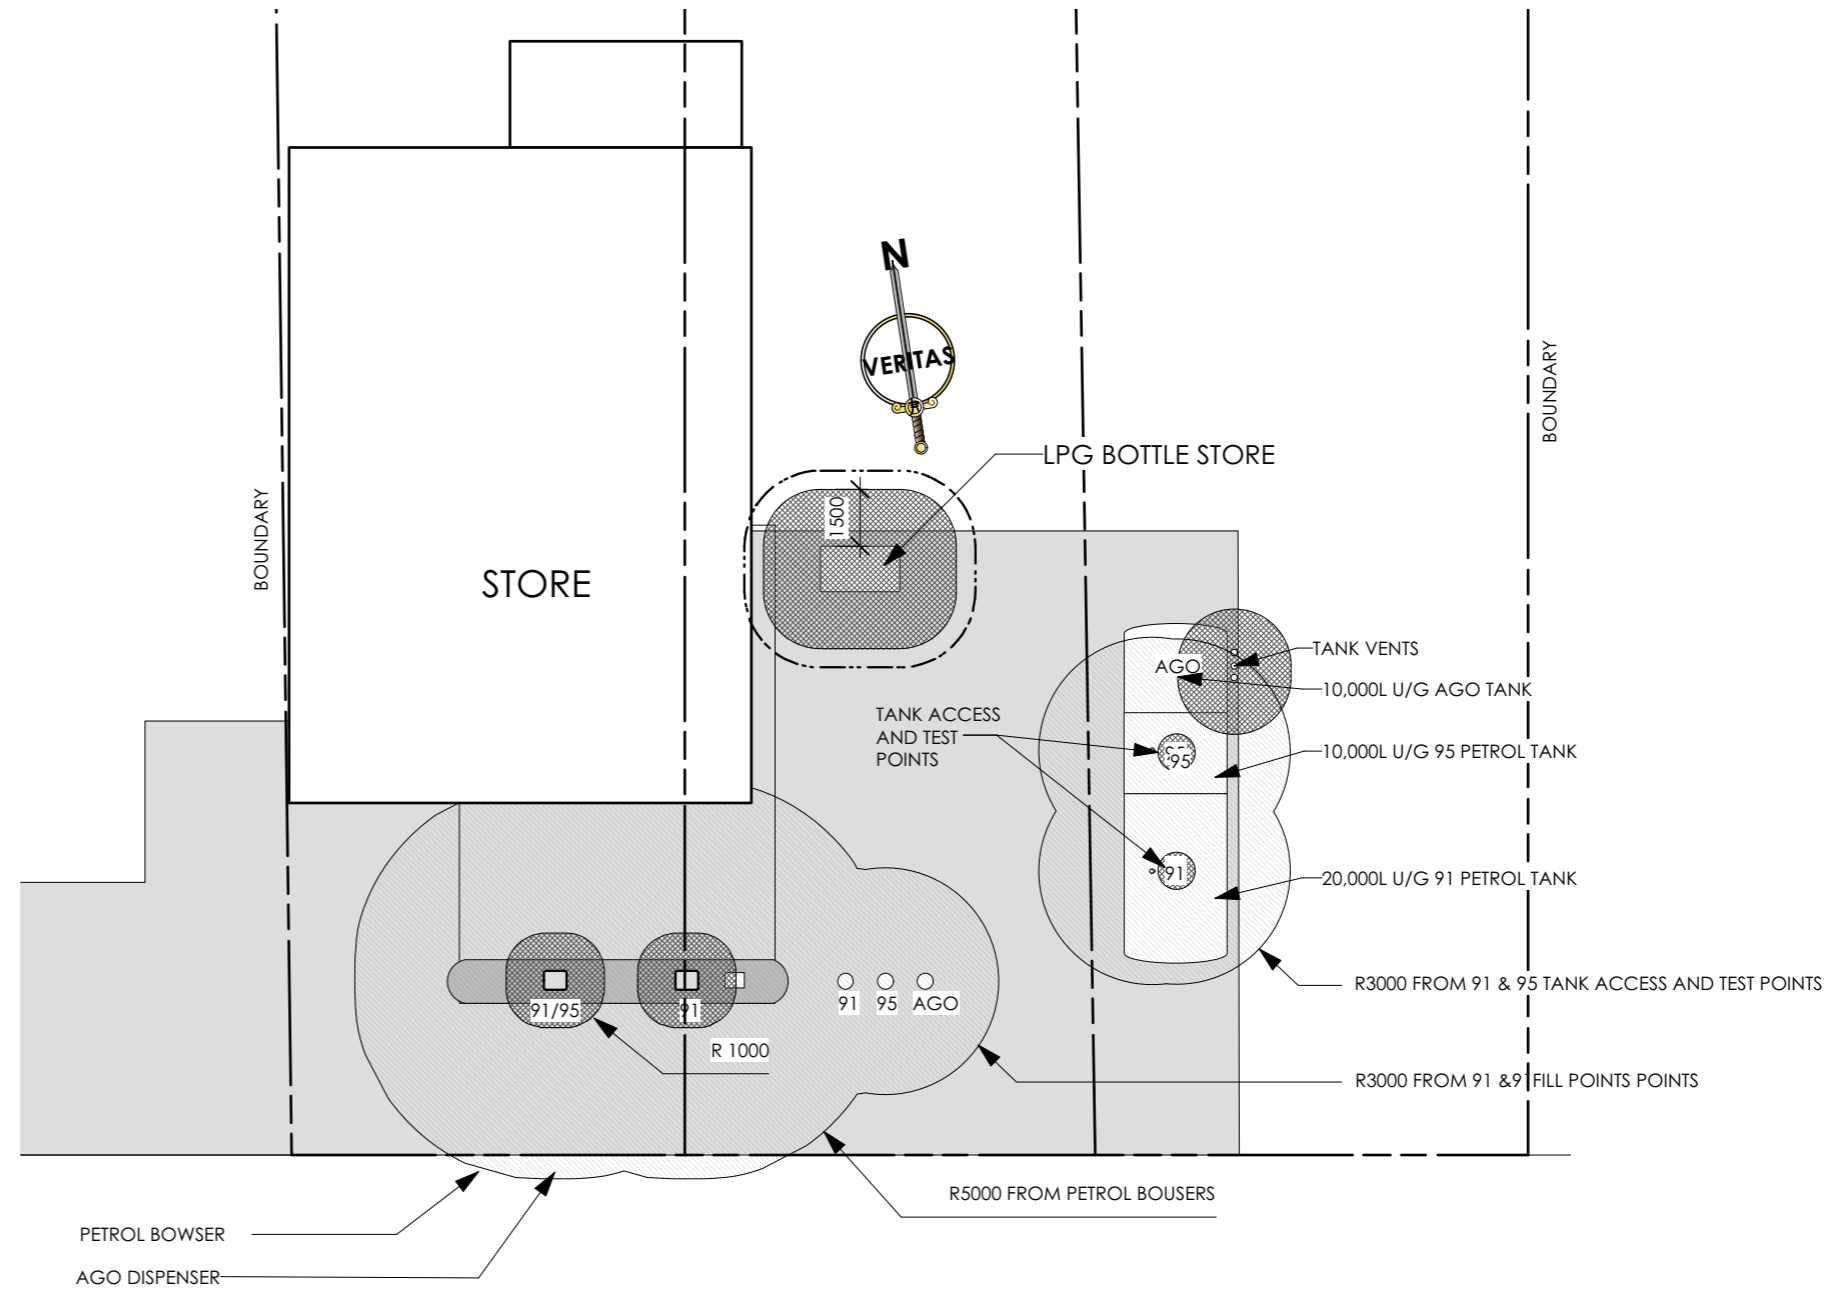 N
VERITAS
LPG BOTTLE STORE
BOUNDARY
BOUNDARY
1500
STORE
TANK VENTS
AGO
10,000L U/G AGO TANK
TANK ACCESS
AND TEST
POINTS
95
10,000L U/G 95 PETROL TANK
91
20,000L U/G 91 PETROL TANK
R3000 FROM 91 & 95 TANK ACCESS AND TEST POINTS
91/95
91
91
95
AGO
R 1000
R3000 FROM 91 &91FILL POINTS POINTS
R5000 FROM PETROL BOUSERS
PETROL BOWSER
AGO DISPENSER